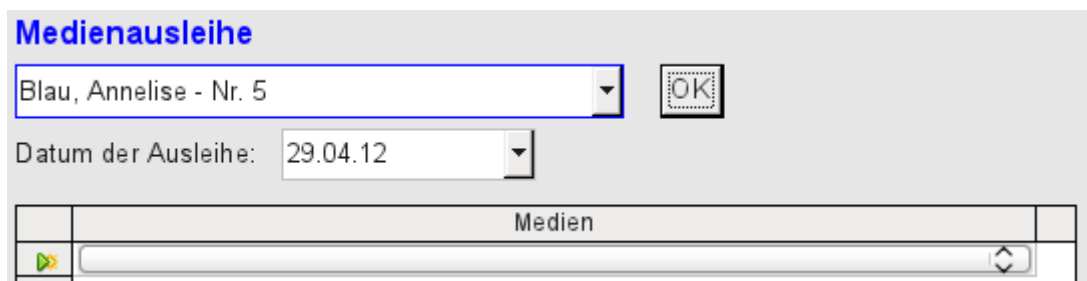 Medienausleihe
Blau, Annelise - Nr. 5 OK
Datum der Ausleihe: 29.04.12
Medien